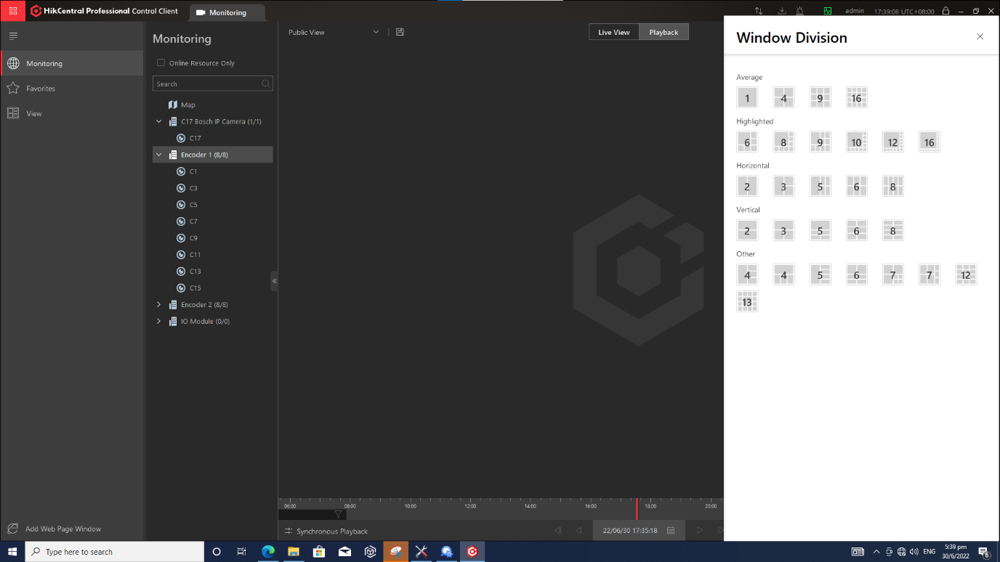 HikCentral Professional Control Client
Monitoring
admin
17:39:08 UTC+08:00
Monitoring
Favorites
View
Add Web Page Window
Monitoring
Online Resource Only
Search
Map
C17 Bosch IP Camera (1/1)
C17
Encoder 1 (8/8)
C1
C3
C5
C7
C9
C11
C13
C15
Encoder 2 (8/8)
IO Module (0/0)
Public View
Live View
Playback
06:00 08:00 10:00 12:00 14:00 16:00 18:00 20:00
Synchronous Playback
22/06/30 17:35:18
Window Division
Average
1 4 9 16
Highlighted
6 8 9 10 12 16
Horizontal
2 3 5 6 8
Vertical
2 3 5 6 8
Other
4 4 5 6 7 7 12
13
Type here to search
ENG
5:39 pm
30/6/2022
6